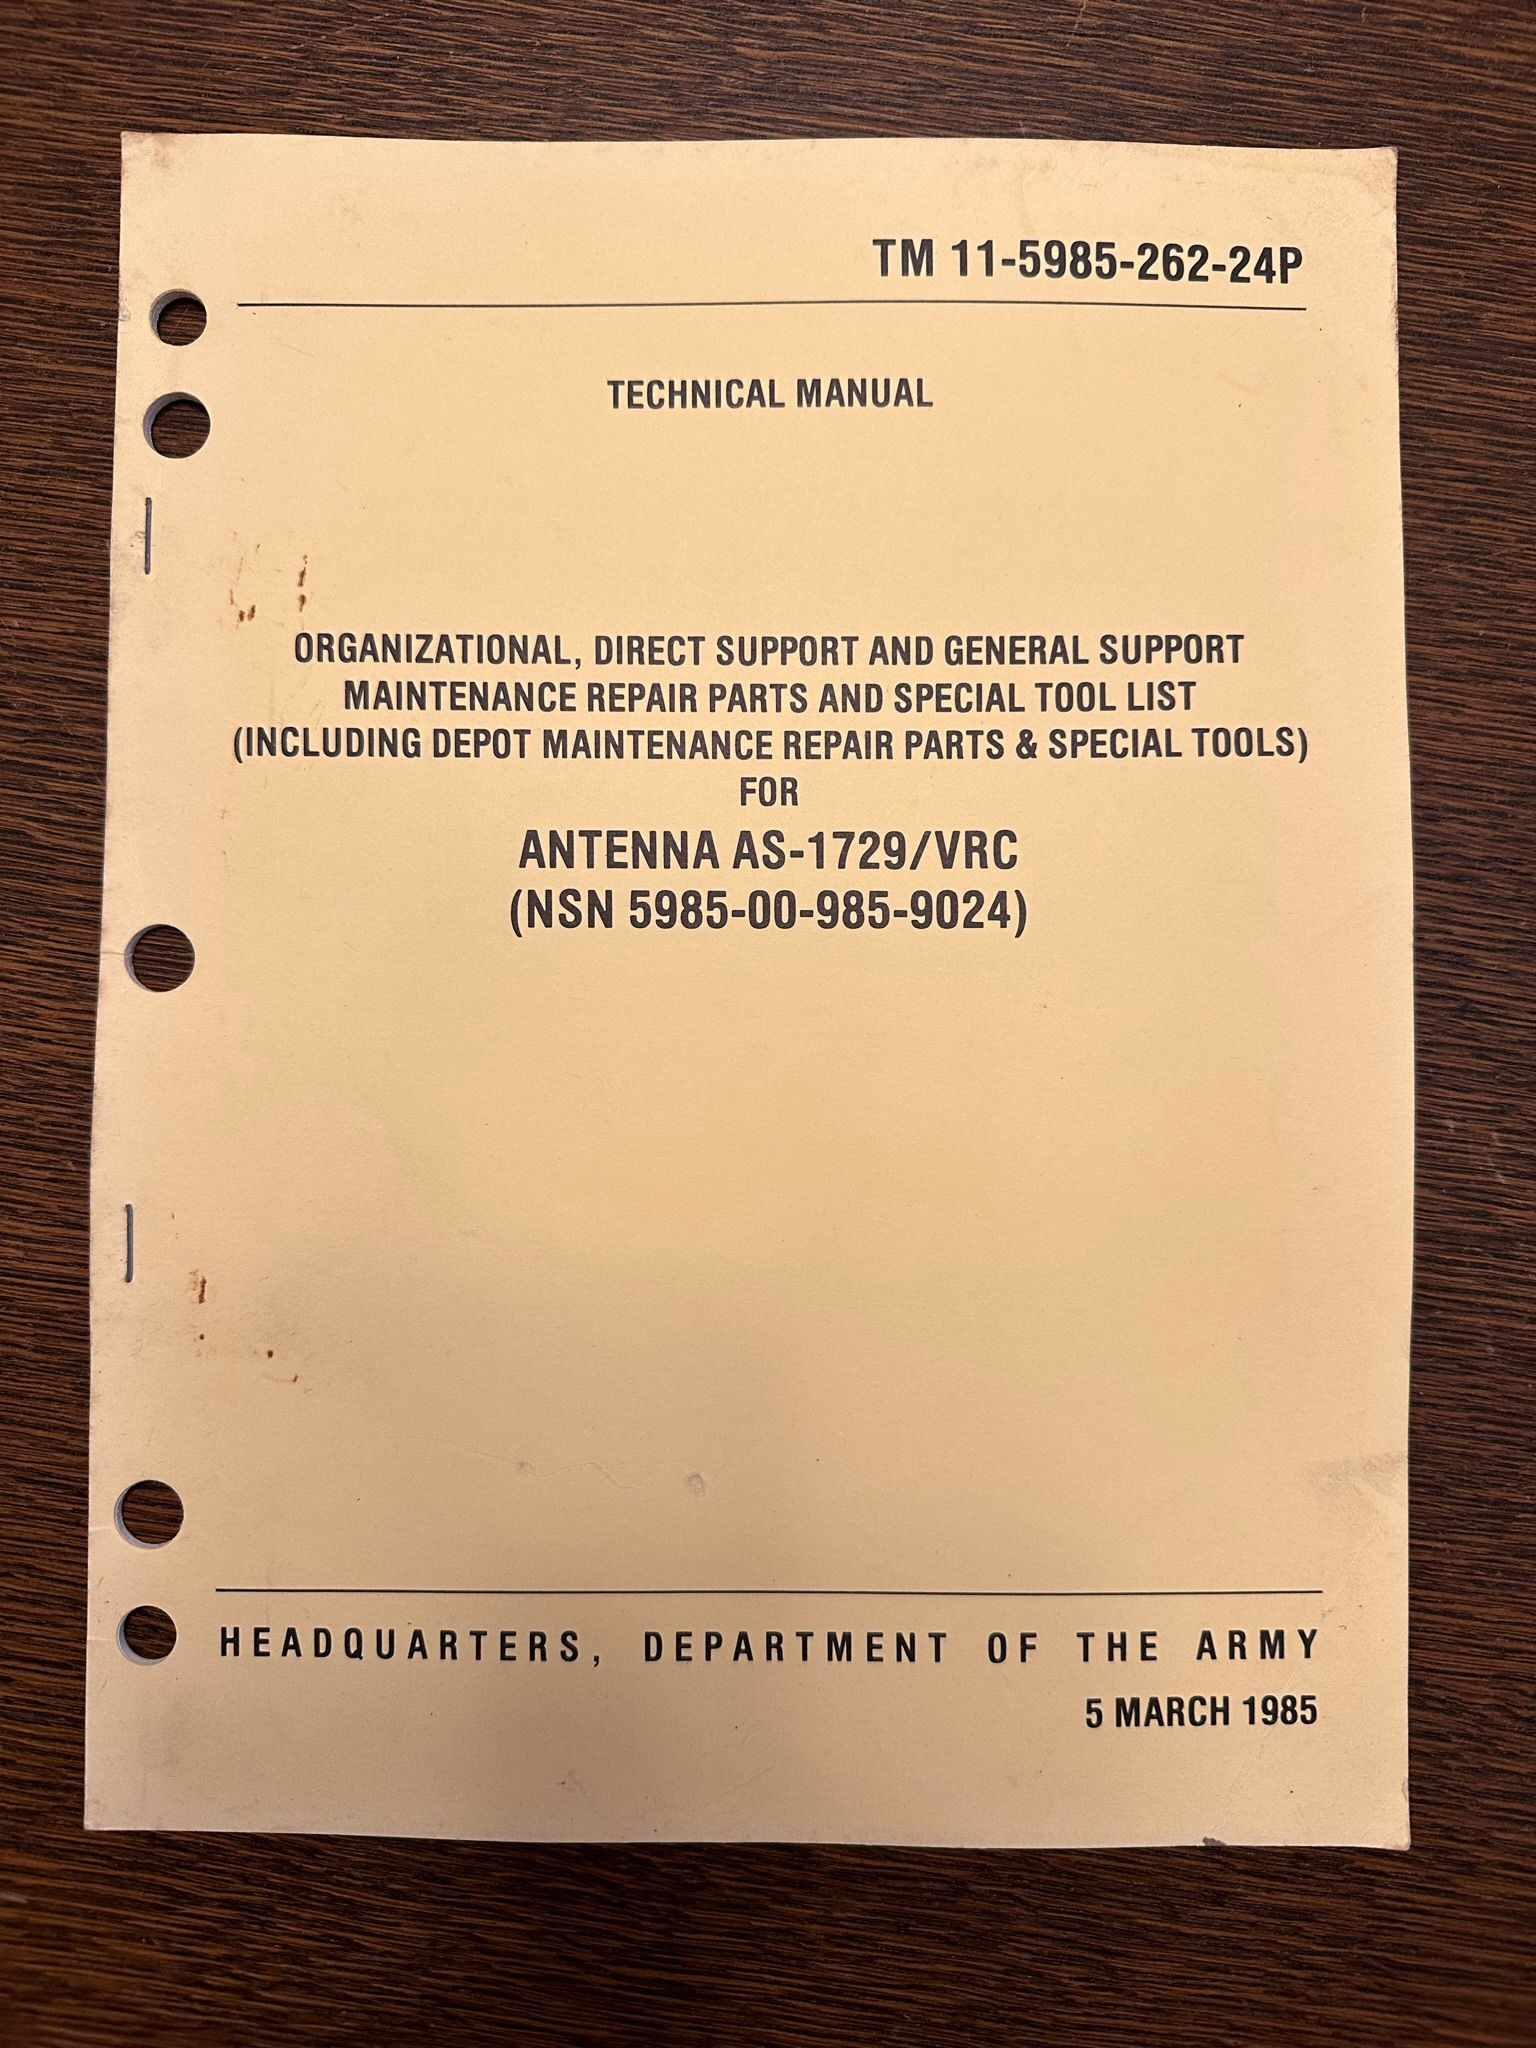 TM 11-5985-262-24P
TECHNICAL MANUAL
ORGANIZATIONAL, DIRECT SUPPORT AND GENERAL SUPPORT
MAINTENANCE REPAIR PARTS AND SPECIAL TOOL LIST
(INCLUDING DEPOT MAINTENANCE REPAIR PARTS & SPECIAL TOOLS)
FOR
ANTENNA AS-1729/VRC
(NSN 5985-00-985-9024)
HEADQUARTERS, DEPARTMENT OF THE ARMY
5 MARCH 1985